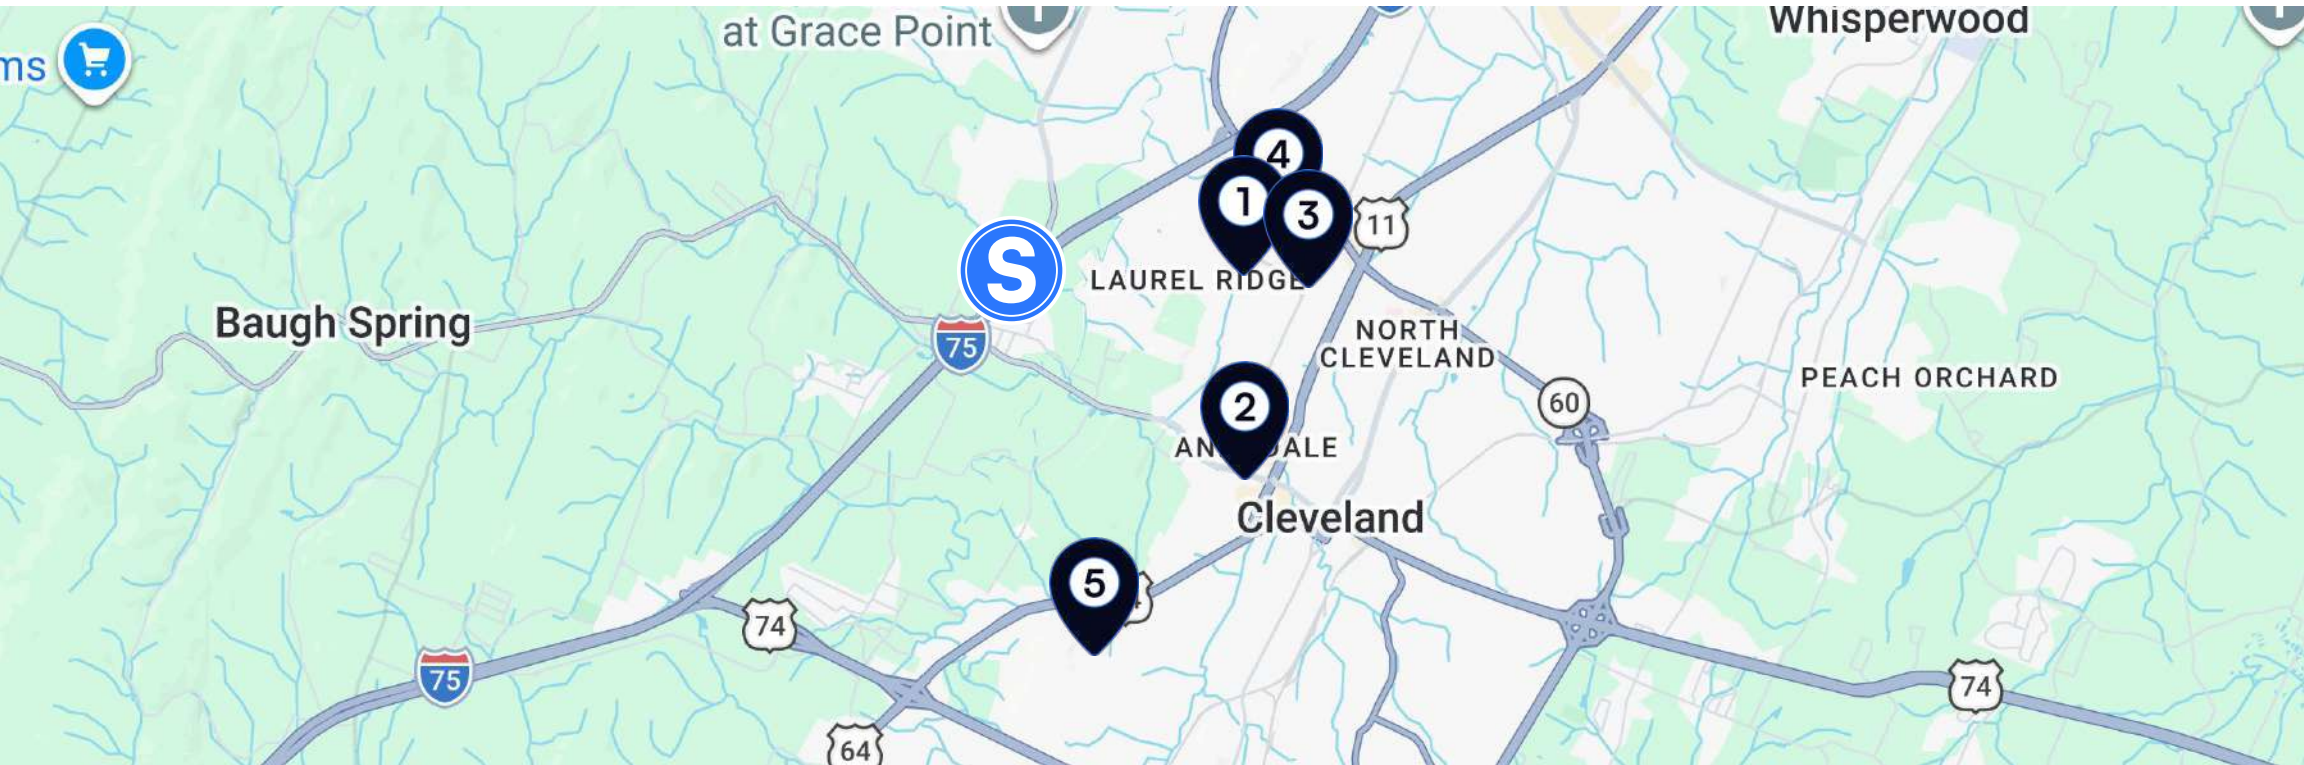 Whisperwood
at Grace Point
ms
4
1
3
11
S
LAUREL RIDGE
Baugh Spring
75
NORTH
CLEVELAND
PEACH ORCHARD
2
60
Cleveland
5
74
75
74
64